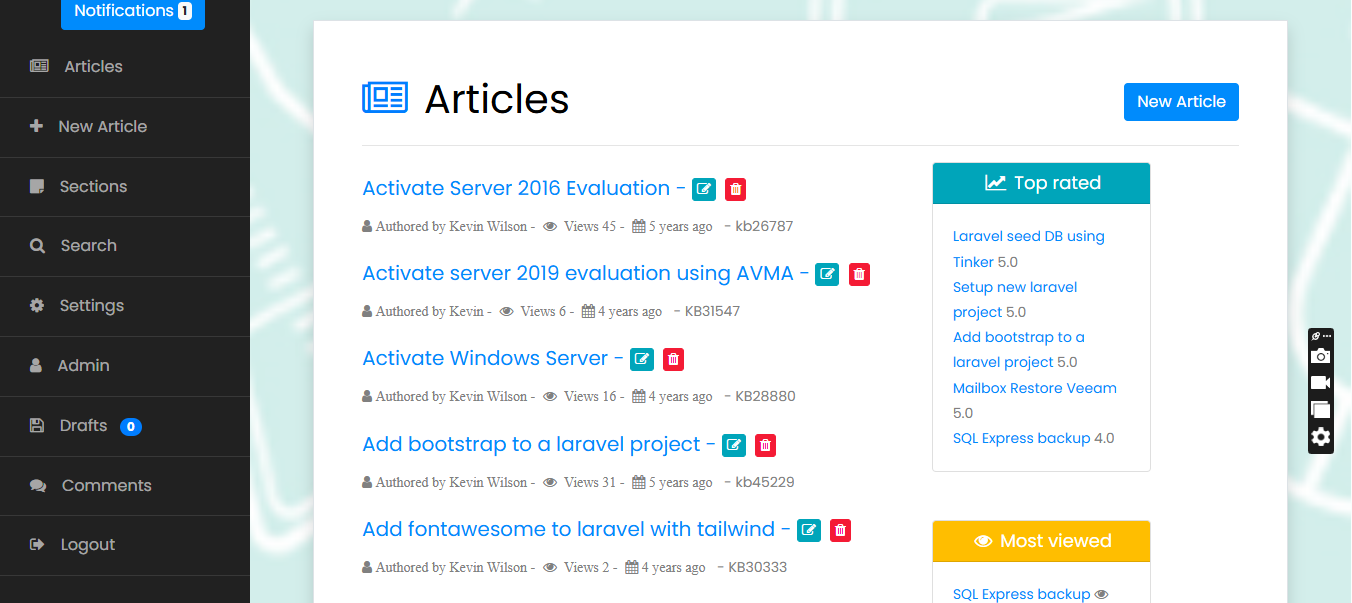 Notifications 1
Articles
New Article
Sections
Search
Settings
Admin
Drafts 0
Comments
Logout
Articles
New Article
Activate Server 2016 Evaluation -
Authored by Kevin Wilson - Views 45 - 5 years ago - kb26787
Activate server 2019 evaluation using AVMA -
Authored by Kevin - Views 6 - 4 years ago - KB31547
Activate Windows Server -
Authored by Kevin Wilson - Views 16 - 4 years ago - KB28880
Add bootstrap to a laravel project -
Authored by Kevin Wilson - Views 31 - 5 years ago - kb45229
Add fontawesome to laravel with tailwind -
Authored by Kevin Wilson - Views 2 - 4 years ago - KB30333
Top rated
Laravel seed DB using
Tinker 5.0
Setup new laravel
project 5.0
Add bootstrap to a
laravel project 5.0
Mailbox Restore Veeam
5.0
SQL Express backup 4.0
Most viewed
SQL Express backup